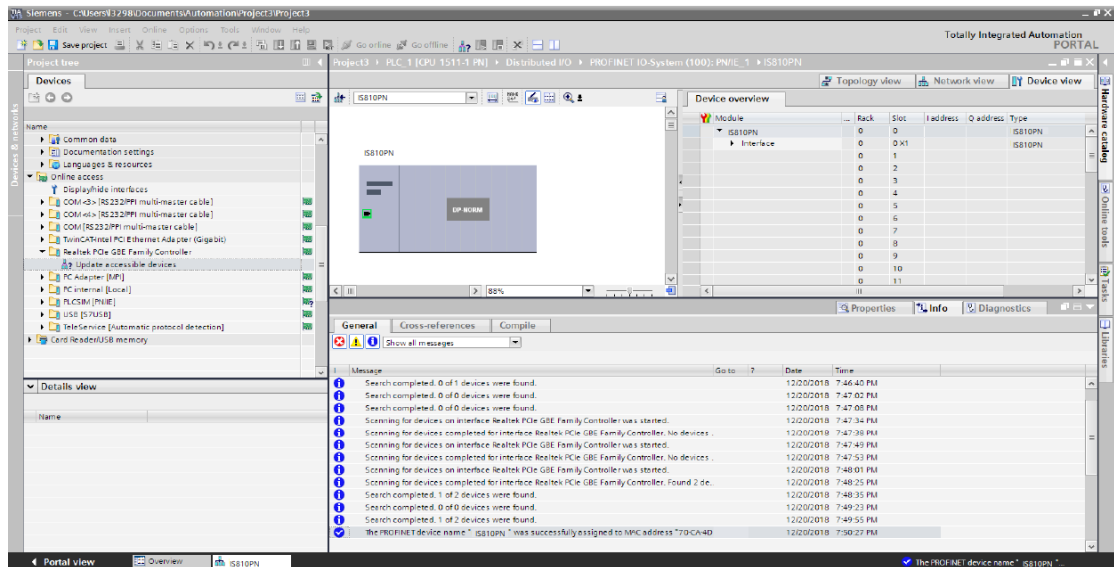 Siemens - C:\Users\13298\Documents\Automation\Project3\Project3
Project Edit View Insert Online Options Tools Window Help
Totally Integrated Automation
PORTAL
Save project Go online Go offline
Project tree
Project3 › PLC_1 [CPU 1511-1 PN] › Distributed I/O › PROFINET IO-System (100): PN/IE_1 › IS810PN
Devices
Topology view Network view Device view
IS810PN
Device overview
Name
Common data
Documentation settings
Languages & resources
Online access
Display/hide interfaces
COM <3> [RS232/PPI multi-master cable]
COM <4> [RS232/PPI multi-master cable]
COM [RS232/PPI multi-master cable]
TwinCAT-Intel PCI Ethernet Adapter (Gigabit)
Realtek PCIe GBE Family Controller
Update accessible devices
PC Adapter [MPI]
PC internal [Local]
PLCSIM [PN/IE]
USB [S7USB]
TeleService [Automatic protocol detection]
Card Reader/USB memory
IS810PN
DP-NORM
88%
Module ... Rack Slot I address Q address Type
IS810PN 0 0 IS810PN
Interface 0 0 X1 IS810PN
0 1
0 2
0 3
0 4
0 5
0 6
0 7
0 8
0 9
0 10
0 11
Devices & networks
Hardware catalog
Online tools
Tasks
Libraries
Properties Info Diagnostics
General Cross-references Compile
Show all messages
! Message Go to ? Date Time
Search completed. 0 of 1 devices were found. 12/20/2018 7:46:40 PM
Search completed. 0 of 0 devices were found. 12/20/2018 7:47:02 PM
Search completed. 0 of 0 devices were found. 12/20/2018 7:47:08 PM
Scanning for devices on interface Realtek PCIe GBE Family Controller was started. 12/20/2018 7:47:34 PM
Scanning for devices completed for interface Realtek PCIe GBE Family Controller. No devices . 12/20/2018 7:47:38 PM
Scanning for devices on interface Realtek PCIe GBE Family Controller was started. 12/20/2018 7:47:49 PM
Scanning for devices completed for interface Realtek PCIe GBE Family Controller. No devices . 12/20/2018 7:47:53 PM
Scanning for devices on interface Realtek PCIe GBE Family Controller was started. 12/20/2018 7:48:01 PM
Scanning for devices completed for interface Realtek PCIe GBE Family Controller. Found 2 de.. 12/20/2018 7:48:25 PM
Search completed. 1 of 2 devices were found. 12/20/2018 7:48:35 PM
Search completed. 0 of 0 devices were found. 12/20/2018 7:49:23 PM
Search completed. 1 of 2 devices were found. 12/20/2018 7:49:55 PM
The PROFINET device name " IS810PN " was successfully assigned to MAC address "70-CA-4D 12/20/2018 7:50:27 PM
Details view
Name
Portal view Overview IS810PN
The PROFINET device name " IS810PN "...